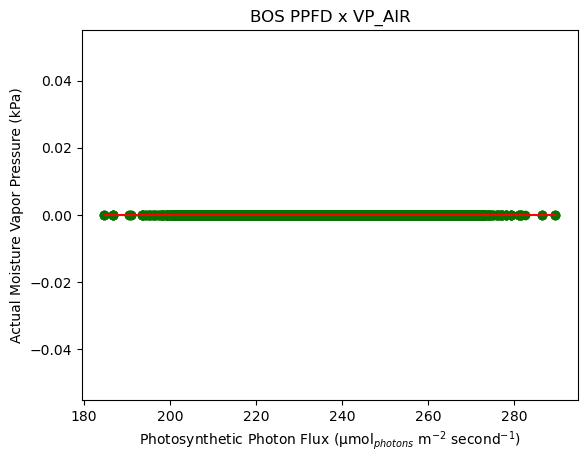 BOS PPFD x VP_AIR
Actual Moisture Vapor Pressure (kPa)
0.04
0.02
0.00
−0.02
−0.04
180 200 220 240 260 280
Photosynthetic Photon Flux (μmol_photons m⁻² second⁻¹)